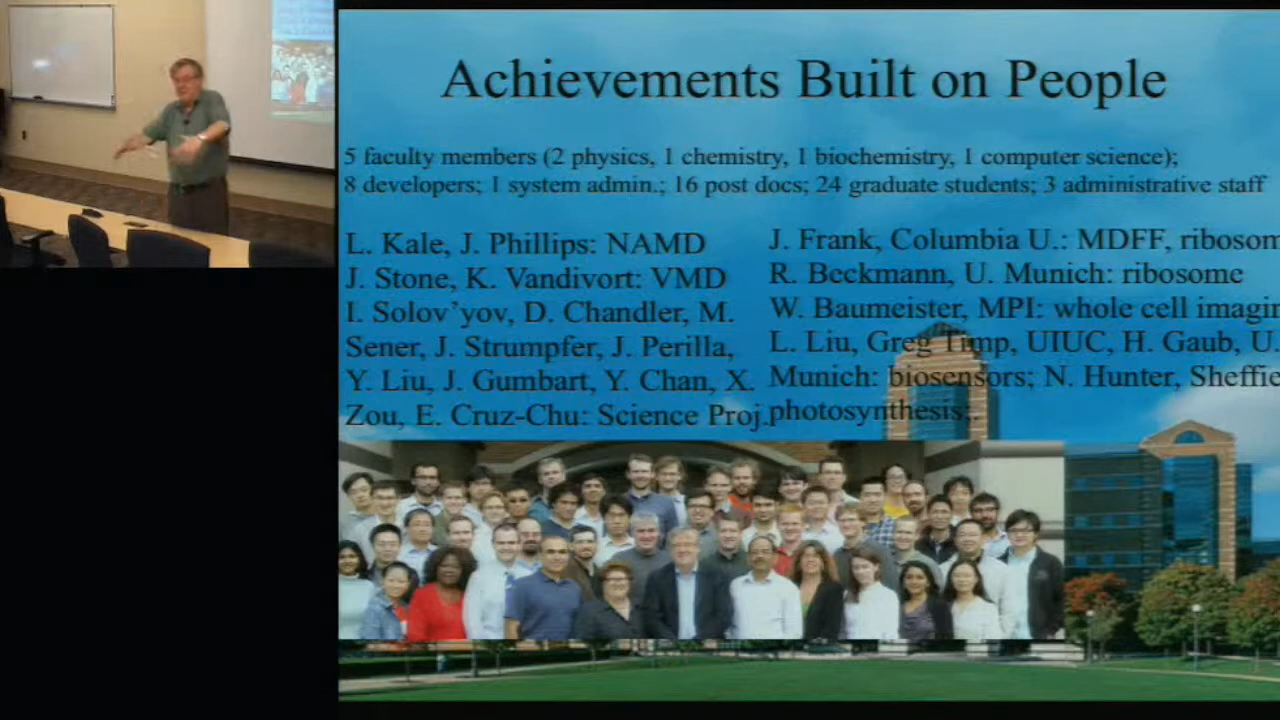 Achievements Built on People
5 faculty members (2 physics, 1 chemistry, 1 biochemistry, 1 computer science);
8 developers; 1 system admin.; 16 post docs; 24 graduate students; 3 administrative staff
L. Kale, J. Phillips: NAMD
J. Stone, K. Vandivort: VMD
I. Solov'yov, D. Chandler, M.
Sener, J. Strumpfer, J. Perilla,
Y. Liu, J. Gumbart, Y. Chan, X.
Zou, E. Cruz-Chu: Science Proj.
J. Frank, Columbia U.: MDFF, ribosom
R. Beckmann, U. Munich: ribosome
W. Baumeister, MPI: whole cell imagin
L. Liu, Greg Timp, UIUC, H. Gaub, U.
Munich: biosensors; N. Hunter, Sheffie
photosynthesis;.